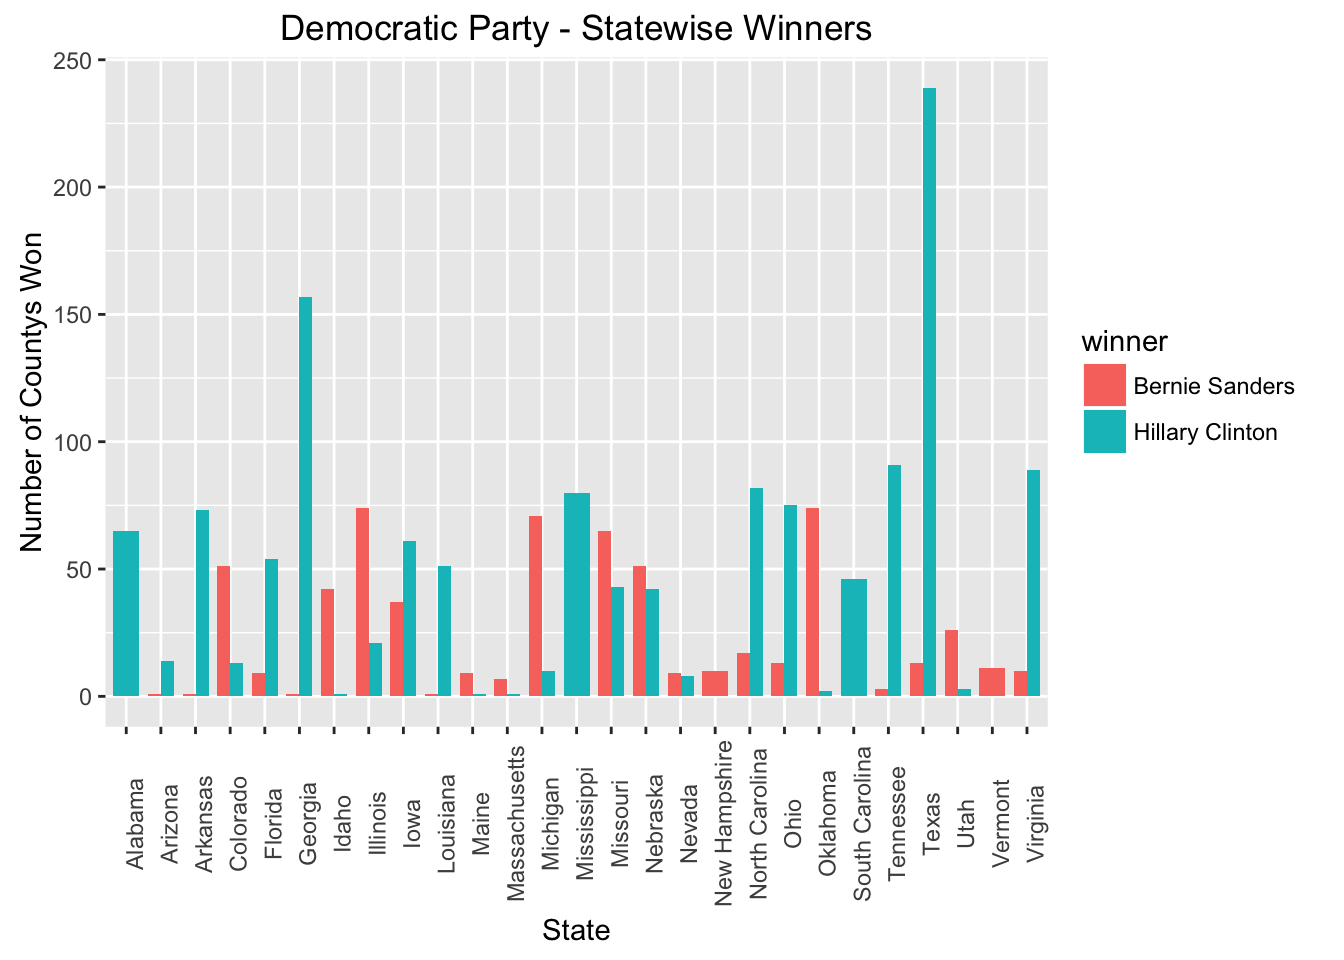 Democratic Party - Statewise Winners
250
200
150
100
50
0
Number of Countys Won
Alabama
Arizona
Arkansas
Colorado
Florida
Georgia
Idaho
Illinois
Iowa
Louisiana
Maine
Massachusetts
Michigan
Mississippi
Missouri
Nebraska
Nevada
New Hampshire
North Carolina
Ohio
Oklahoma
South Carolina
Tennessee
Texas
Utah
Vermont
Virginia
State
winner
Bernie Sanders
Hillary Clinton